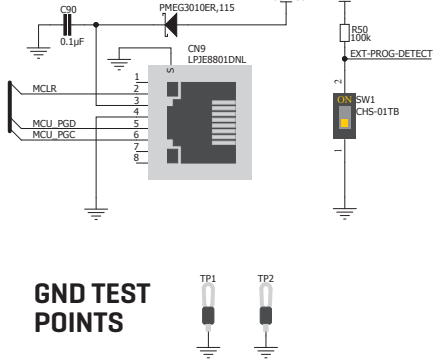 C90
PMEG3010ER,115
0.1µF
R50
100k
EXT-PROG-DETECT
CN9
LPJE8801DNL
S
1
MCLR 2
3
4
MCU_PGD 5
MCU_PGC 6
7
8
2
ON SW1
CHS-01TB
1
GND TEST
POINTS
TP1 TP2